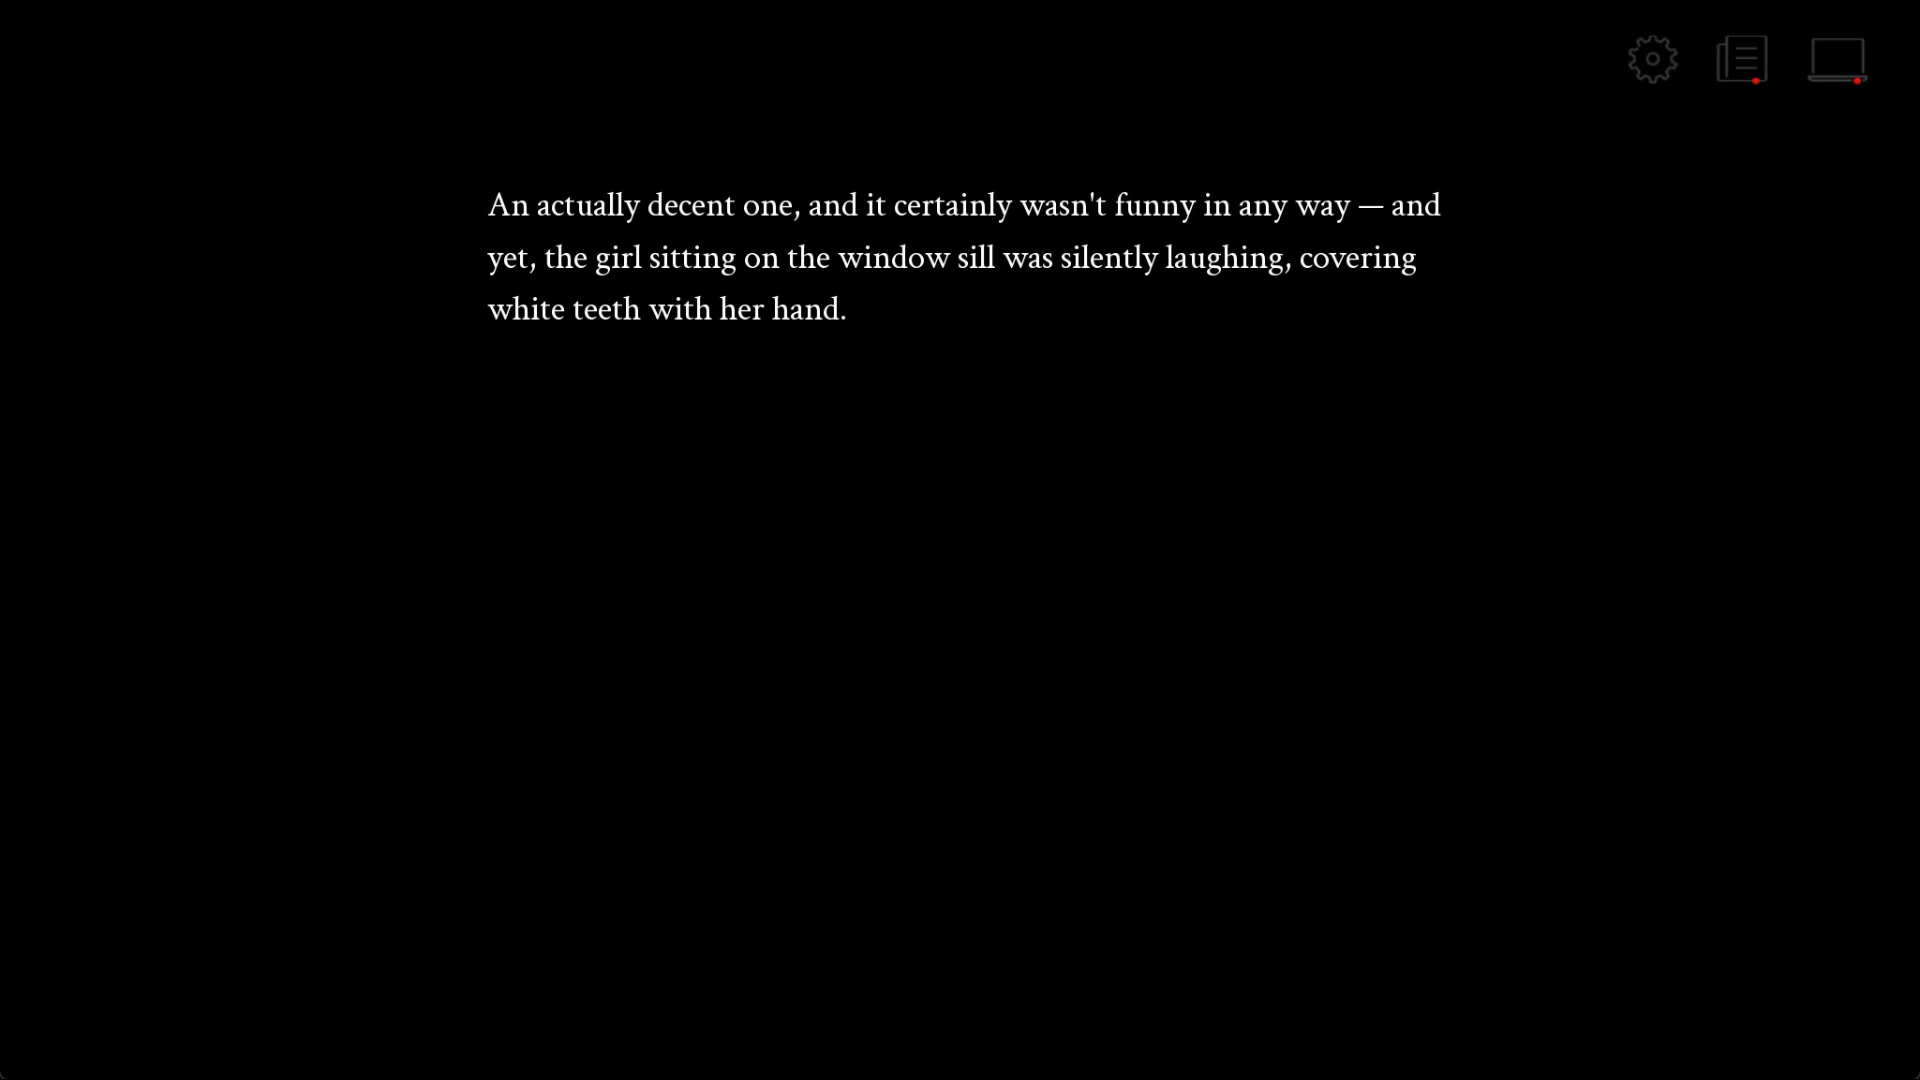 An actually decent one, and it certainly wasn't funny in any way — and
yet, the girl sitting on the window sill was silently laughing, covering
white teeth with her hand.